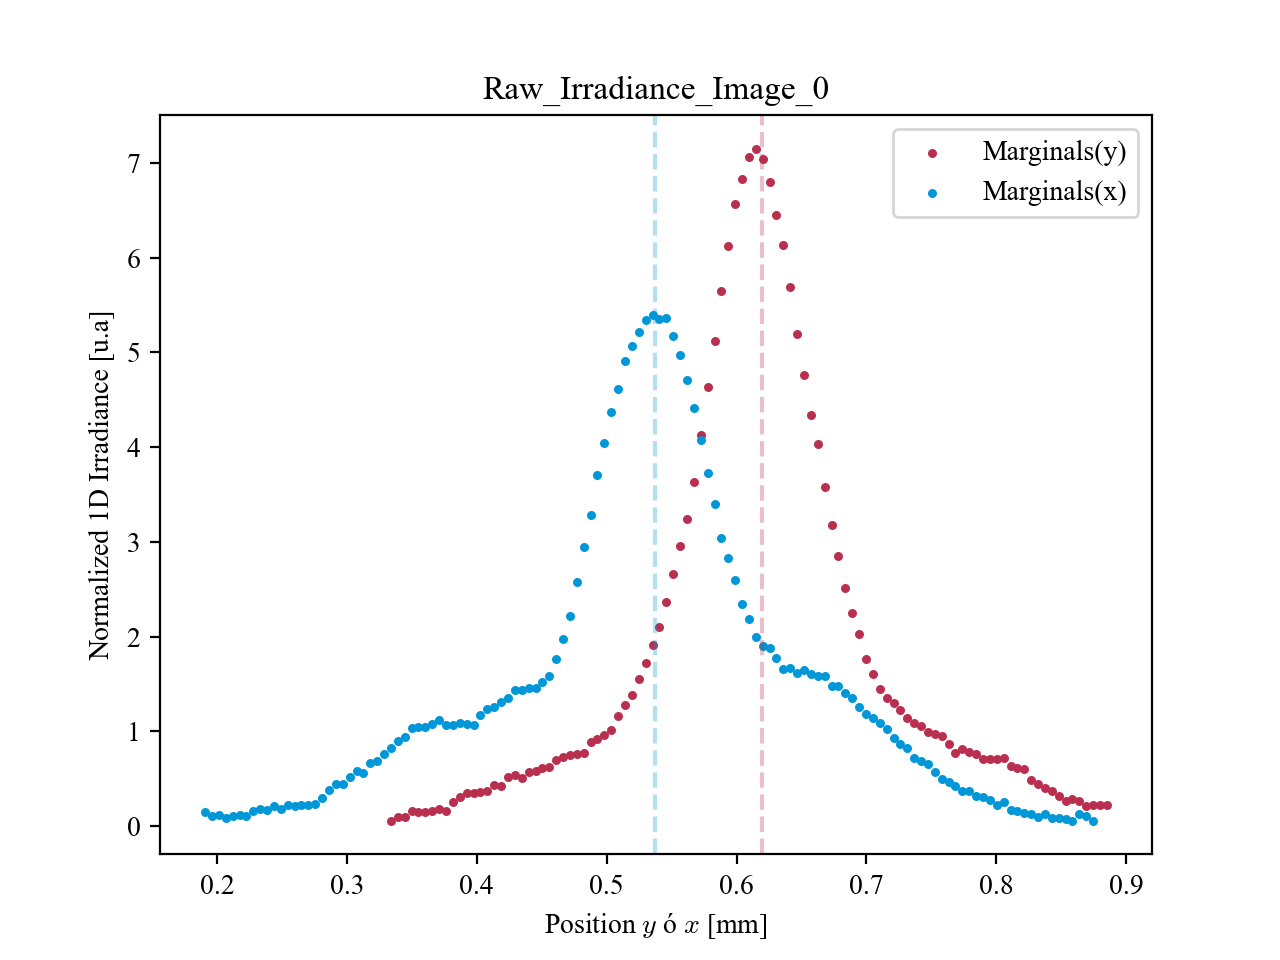 Raw_Irradiance_Image_0
Marginals(y)
Marginals(x)
Normalized 1D Irradiance [u.a]
7
6
5
4
3
2
1
0
0.2 0.3 0.4 0.5 0.6 0.7 0.8 0.9
Position y ó x [mm]